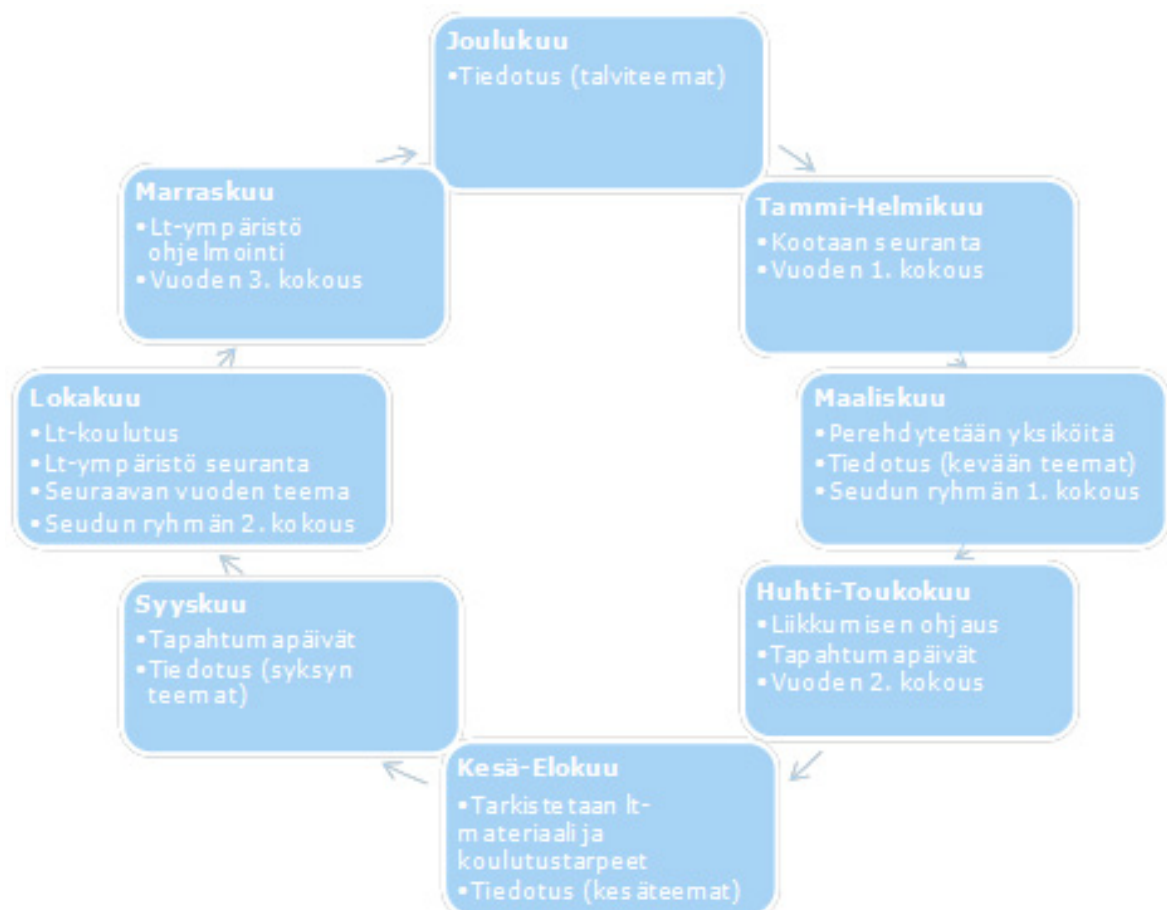 Joulukuu
•Tiedotus (talviteemat)
Marraskuu
•Lt-ympäristö
ohjelmointi
•Vuoden 3. kokous
Tammi-Helmikuu
•Kootaan seuranta
•Vuoden 1. kokous
Lokakuu
•Lt-koulutus
•Lt-ympäristö seuranta
•Seuraavan vuoden teema
•Seudun ryhmän 2. kokous
Maaliskuu
•Perehdytetään yksiköitä
•Tiedotus (kevään teemat)
•Seudun ryhmän 1. kokous
Syyskuu
•Tapahtumapäivät
•Tiedotus (syksyn
teemat)
Huhti-Toukokuu
•Liikkumisen ohjaus
•Tapahtumapäivät
•Vuoden 2. kokous
Kesä-Elokuu
•Tarkistetaan lt-
materiaali ja
koulutustarpeet
•Tiedotus (kesäteemat)